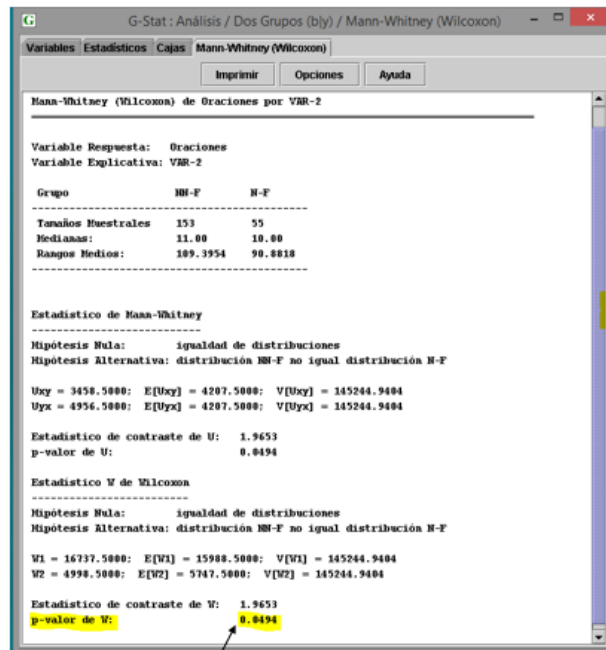 G-Stat : Análisis / Dos Grupos (b|y) / Mann-Whitney (Wilcoxon)
Variables Estadísticos Cajas Mann-Whitney (Wilcoxon)
Imprimir Opciones Ayuda
Mann-Whitney (Wilcoxon) de Oraciones por VAR-2
Variable Respuesta: Oraciones
Variable Explicativa: VAR-2
Grupo NN-F N-F
Tamaños Muestrales 153 55
Medianas: 11.00 10.00
Rangos Medios: 109.3954 90.8818
Estadístico de Mann-Whitney
Hipótesis Nula: igualdad de distribuciones
Hipótesis Alternativa: distribución NN-F no igual distribución N-F
Uxy = 3458.5000; E[Uxy] = 4207.5000; V[Uxy] = 145244.9404
Uyx = 4956.5000; E[Uyx] = 4207.5000; V[Uyx] = 145244.9404
Estadístico de contraste de U: 1.9653
p-valor de U: 0.0494
Estadístico W de Wilcoxon
Hipótesis Nula: igualdad de distribuciones
Hipótesis Alternativa: distribución NN-F no igual distribución N-F
W1 = 16737.5000; E[W1] = 15988.5000; V[W1] = 145244.9404
W2 = 4998.5000; E[W2] = 5747.5000; V[W2] = 145244.9404
Estadístico de contraste de W: 1.9653
p-valor de W: 0.0494